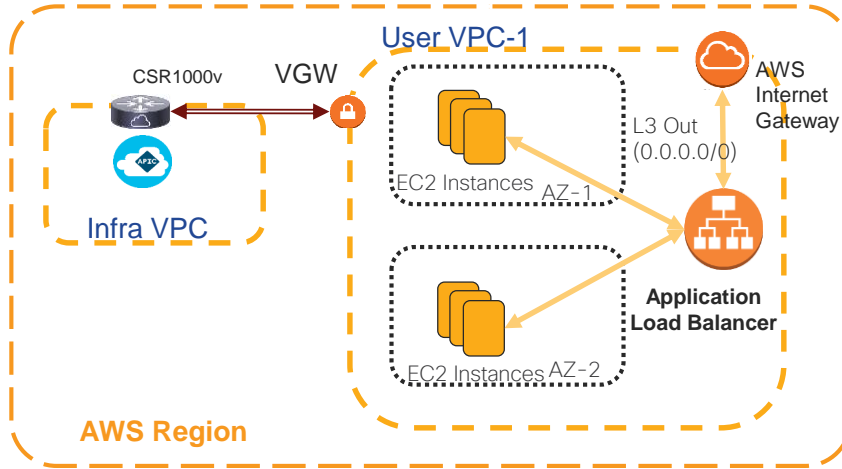 User VPC-1
CSR1000v
VGW
AWS
Internet
Gateway
L3 Out
(0.0.0.0/0)
APIC
EC2 Instances
AZ-1
Infra VPC
Application
Load Balancer
EC2 Instances
AZ-2
AWS Region